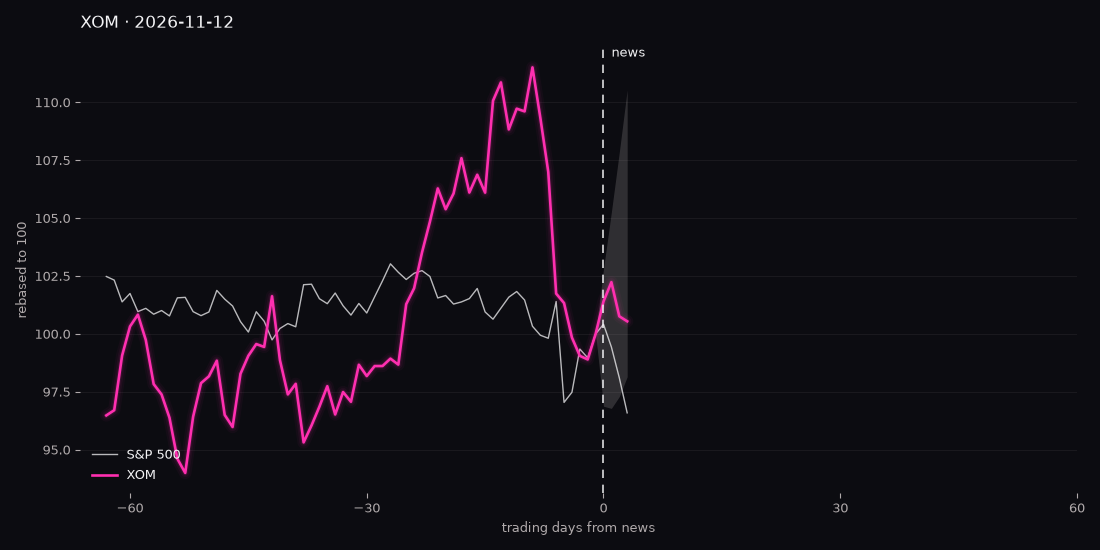 XOM · 2026-11-12
news
110.0
107.5
105.0
102.5
100.0
97.5
95.0
rebased to 100
S&P 500
XOM
−60
−30
0
30
60
trading days from news